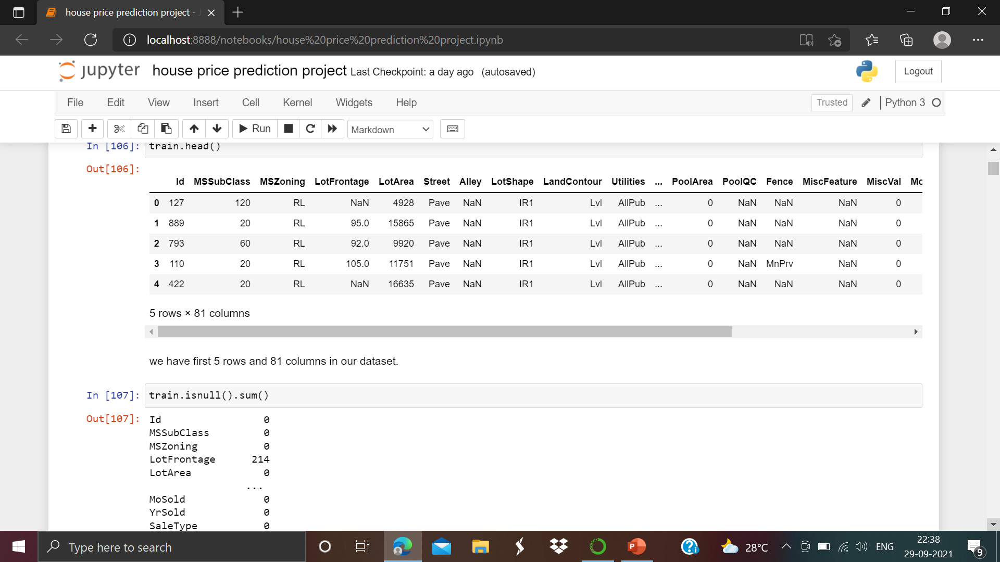 house price prediction project - J
localhost:8888/notebooks/house%20price%20prediction%20project.ipynb
jupyter house price prediction project Last Checkpoint: a day ago (autosaved)
Logout
File Edit View Insert Cell Kernel Widgets Help
Trusted Python 3
Run Markdown
In [106]: train.head()
Out[106]:
Id MSSubClass MSZoning LotFrontage LotArea Street Alley LotShape LandContour Utilities ... PoolArea PoolQC Fence MiscFeature MiscVal Mo
0 127 120 RL NaN 4928 Pave NaN IR1 Lvl AllPub ... 0 NaN NaN NaN 0
1 889 20 RL 95.0 15865 Pave NaN IR1 Lvl AllPub ... 0 NaN NaN NaN 0
2 793 60 RL 92.0 9920 Pave NaN IR1 Lvl AllPub ... 0 NaN NaN NaN 0
3 110 20 RL 105.0 11751 Pave NaN IR1 Lvl AllPub ... 0 NaN MnPrv NaN 0
4 422 20 RL NaN 16635 Pave NaN IR1 Lvl AllPub ... 0 NaN NaN NaN 0
5 rows × 81 columns
we have first 5 rows and 81 columns in our dataset.
In [107]: train.isnull().sum()
Out[107]: Id 0
MSSubClass 0
MSZoning 0
LotFrontage 214
LotArea 0
...
MoSold 0
YrSold 0
SaleType 0
Type here to search
P
28°C
ENG
22:38
29-09-2021
9